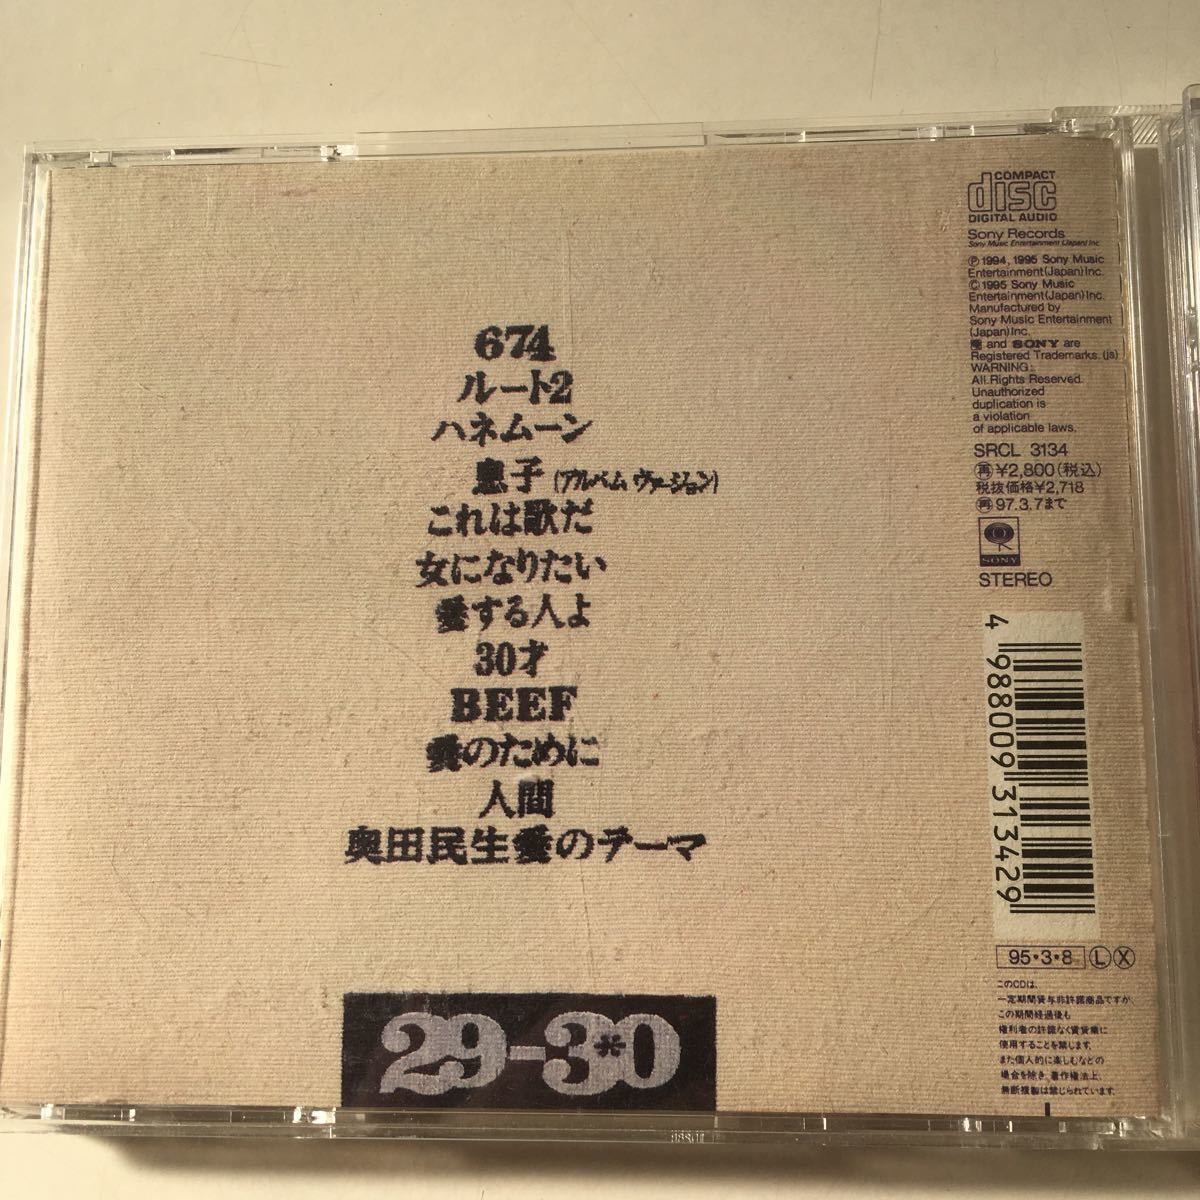 674
ルート2
ハネムーン
息子(アルバム ヴァージョン)
これは歌だ
女になりたい
愛する人よ
30才
BEEF
愛のために
人間
奥田民生愛のテーマ
29-30
COMPACT
disc
DIGITAL AUDIO
Sony Records
Sony Music Entertainment (Japan) Inc.
Ⓟ1994, 1995 Sony Music
Entertainment(Japan)Inc.
©1995 Sony Music
Entertainment(Japan)Inc.
Manufactured by
Sony Music Entertainment
(Japan)Inc.
and SONY are
Registered Trademarks. (js)
WARNING:
All Rights Reserved.
Unauthorized
duplication is
a violation
of applicable laws.
SRCL 3134
再¥2,800(税込)
税抜価格¥2,718
再97.3.7まで
SONY
STEREO
4 988009 313429
95・3・8 Ⓛ Ⓧ
このCDは、
一定期間貸与非許諾商品ですが、
この期間経過後も
権利者の許諾なく賃貸業に
使用することを禁じます。
また個人的に楽しむなどの
場合を除き、著作権法上、
無断複製は禁じられています。